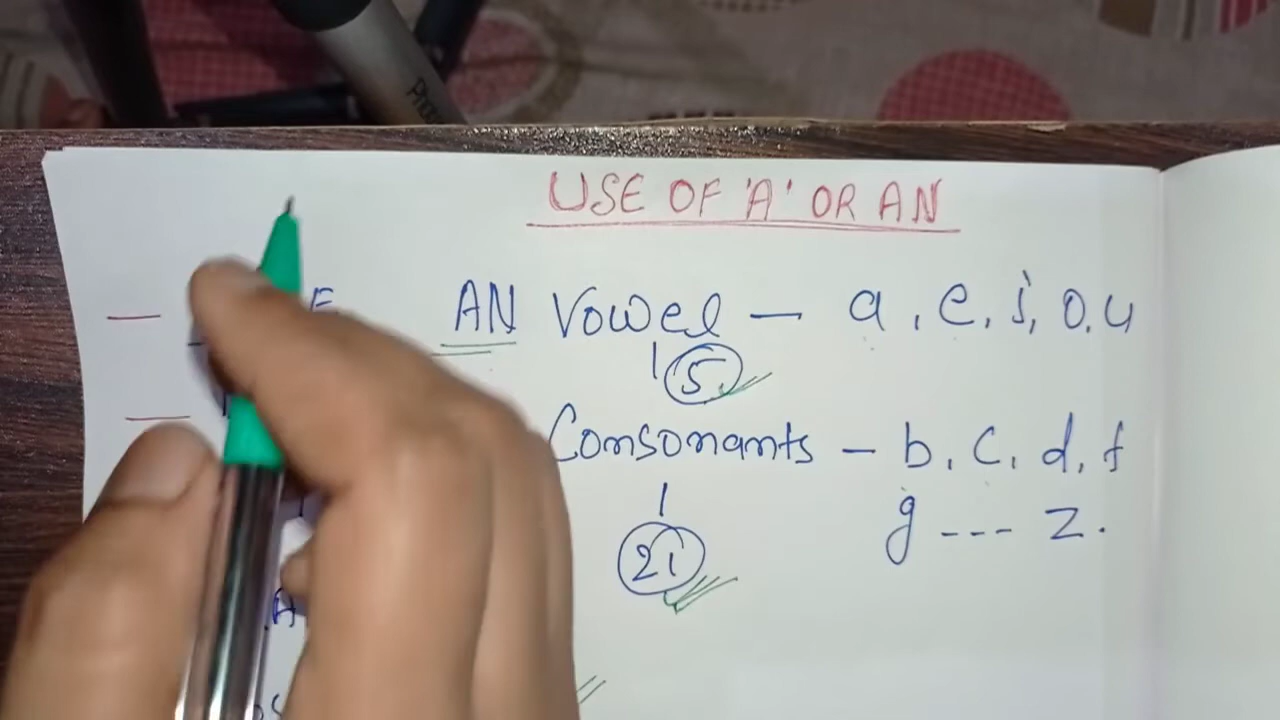 USE OF 'A' OR AN
AN Vowel — a, e, i, o, u
5
Consonants — b, c, d, f
g --- z.
21